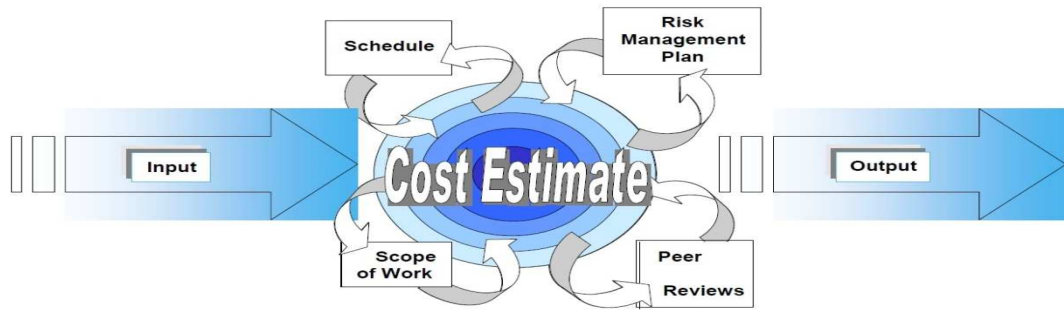 Schedule
Risk
Management
Plan
Input
Cost Estimate
Output
Scope
of Work
Peer
Reviews